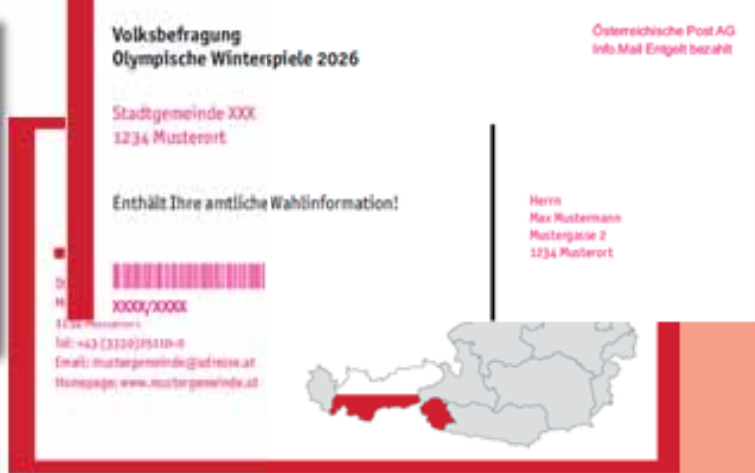 Volksbefragung
Olympische Winterspiele 2026
Österreichische Post AG
Info.Mail Entgelt bezahlt
Stadtgemeinde XXX
1234 Musterort
Enthält Ihre amtliche Wahlinformation!
Herrn
Max Mustermann
Mustergasse 2
1234 Musterort
XXXX/XXXX
Email: mustergemeinde@adresse.at
Homepage: www.mustergemeinde.at